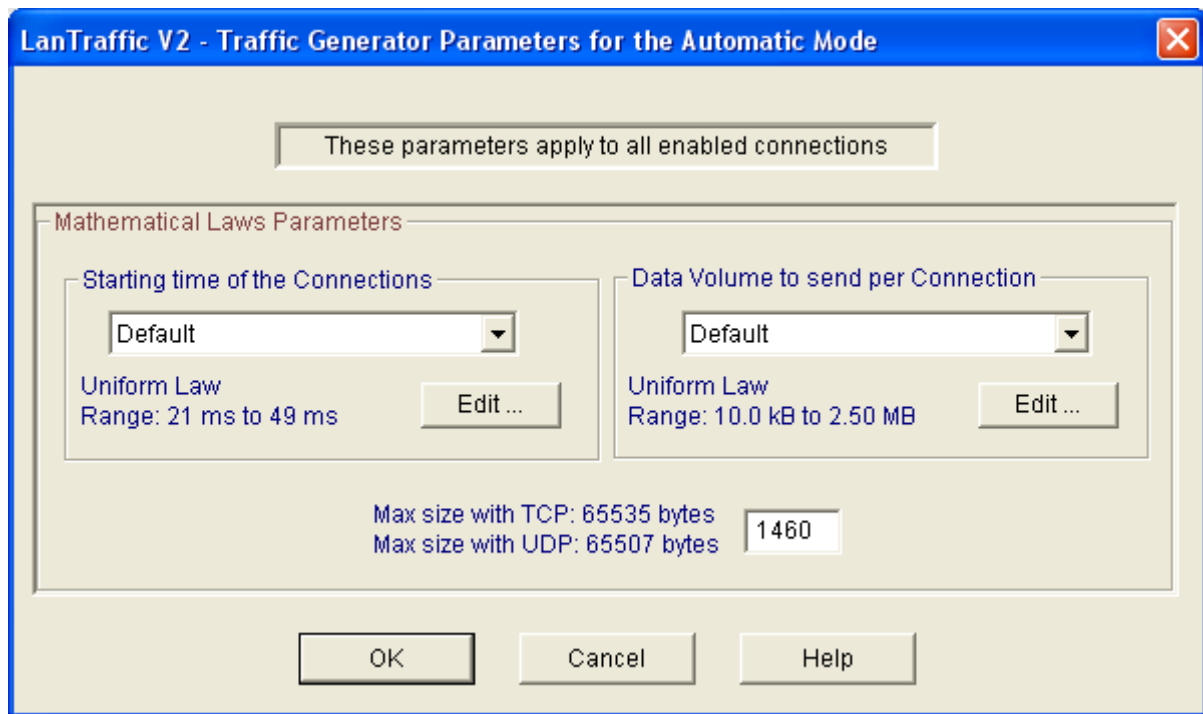 LanTraffic V2 - Traffic Generator Parameters for the Automatic Mode
These parameters apply to all enabled connections
Mathematical Laws Parameters
Starting time of the Connections
Default
Uniform Law
Range: 21 ms to 49 ms
Edit ...
Data Volume to send per Connection
Default
Uniform Law
Range: 10.0 kB to 2.50 MB
Edit ...
Max size with TCP: 65535 bytes
Max size with UDP: 65507 bytes
1460
OK
Cancel
Help